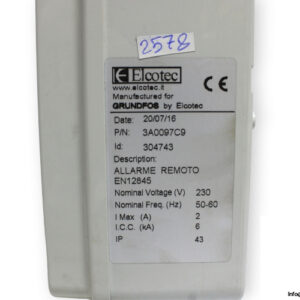 2578
Elcotec
www.elcotec.it
Manufactured for
GRUNDFOS by Elcotec
Date: 20/07/16
P/N: 3A0097C9
Id: 304743
Description:
ALLARME REMOTO
EN12845
Nominal Voltage (V) 230
Nominal Freq. (Hz) 50-60
I Max (A) 2
I.C.C. (kA) 6
IP 43
CE